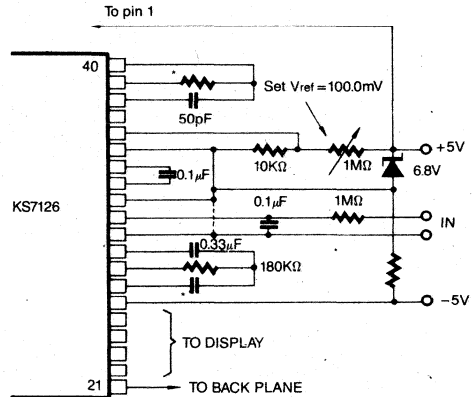 To pin 1
40
*
50pF
Set Vref=100.0mV
+5V
10KΩ
1MΩ
6.8V
0.1μF
KS7126
0.1μF
1MΩ
IN
0.33μF
180KΩ
*
−5V
TO DISPLAY
21
TO BACK PLANE